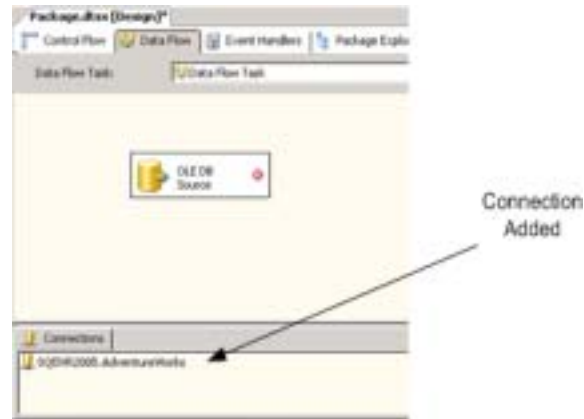 Package.dtsx [Design]*
Control Flow Data Flow Event Handlers Package Explo
Data Flow Task: Data Flow Task
OLE DB
Source
Connection
Added
Connections
.AdventureWorks